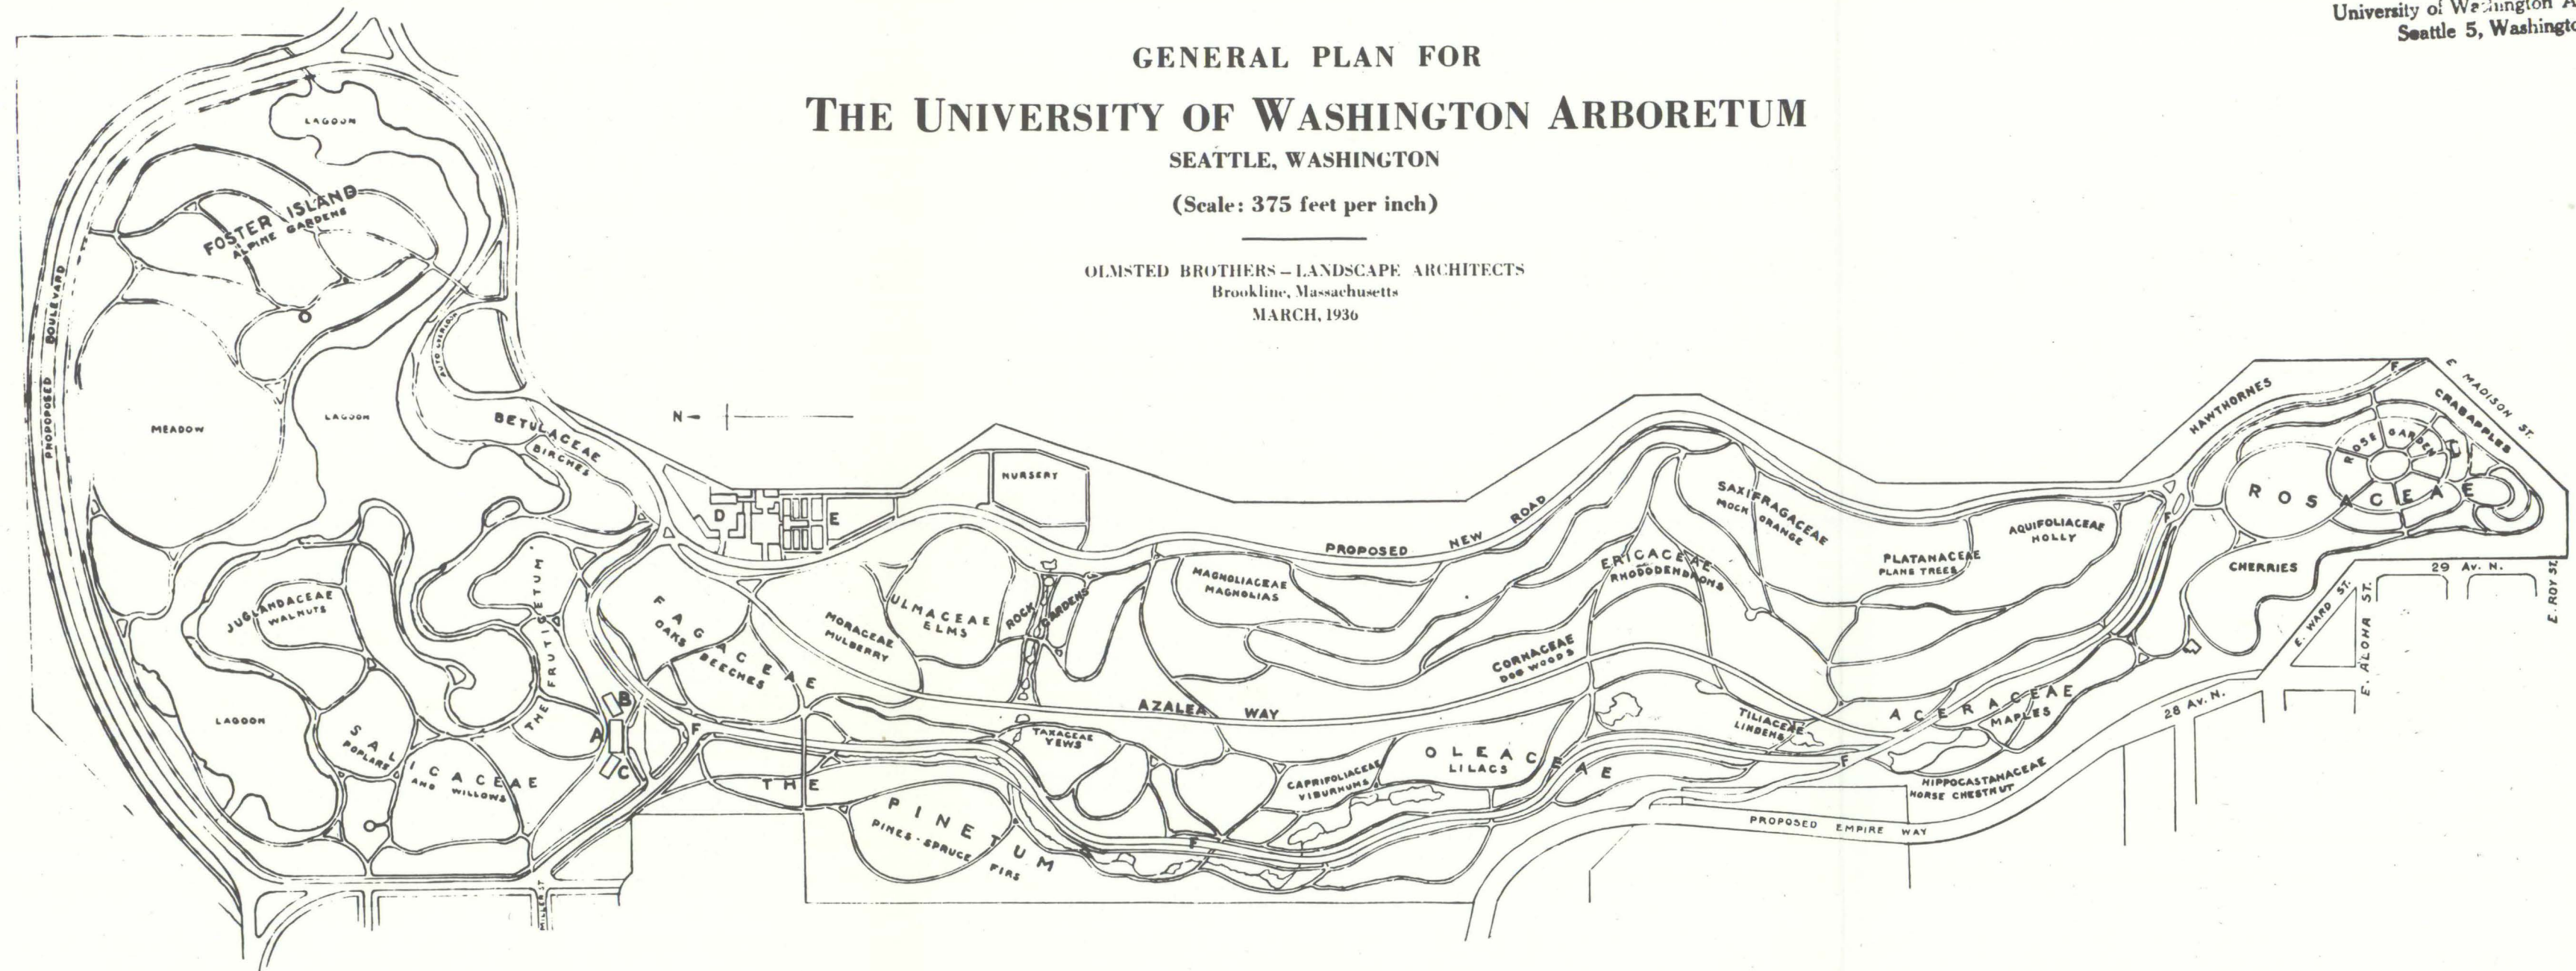 University of Washington A
Seattle 5, Washingto
GENERAL PLAN FOR
THE UNIVERSITY OF WASHINGTON ARBORETUM
SEATTLE, WASHINGTON
(Scale: 375 feet per inch)
OLMSTED BROTHERS – LANDSCAPE ARCHITECTS
Brookline, Massachusetts
MARCH, 1936
LAGOON
FOSTER ISLAND
ALPINE GARDENS
PROPOSED BOULEVARD
AUTO OVERLOOK
MEADOW
LAGOON
BETULACEAE
BIRCHES
N
D
E
NURSERY
JUGLANDACEAE
WALNUTS
THE FRUTICETUM
LAGOON
SALICACEAE
POPLARS AND WILLOWS
B
A
C
F
MILLER ST
FAGACEAE
OAKS BEECHES
MORACEAE
MULBERRY
ULMACEAE
ELMS
ROCK GARDENS
MAGNOLIACEAE
MAGNOLIAS
PROPOSED NEW ROAD
AZALEA WAY
THE PINETUM
PINES - SPRUCE FIRS
TAXACEAE
YEWS
F
CAPRIFOLIACEAE
VIBURNUMS
OLEACEAE
LILACS
CORNACEAE
DOG WOODS
ERICACEAE
RHODODENDRONS
SAXIFRAGACEAE
MOCK ORANGE
PLATANACEAE
PLANE TREES
AQUIFOLIACEAE
HOLLY
TILIACEAE
LINDENS
ACERACEAE
MAPLES
F
HIPPOCASTANACEAE
HORSE CHESTNUT
PROPOSED EMPIRE WAY
HAWTHORNES
F
E MADISON ST.
CRABAPPLES
ROSE GARDEN
ROSACEAE
F
CHERRIES
29 AV. N.
E. ROY ST.
E. WARD ST.
E. ALOHA ST.
28 AV. N.